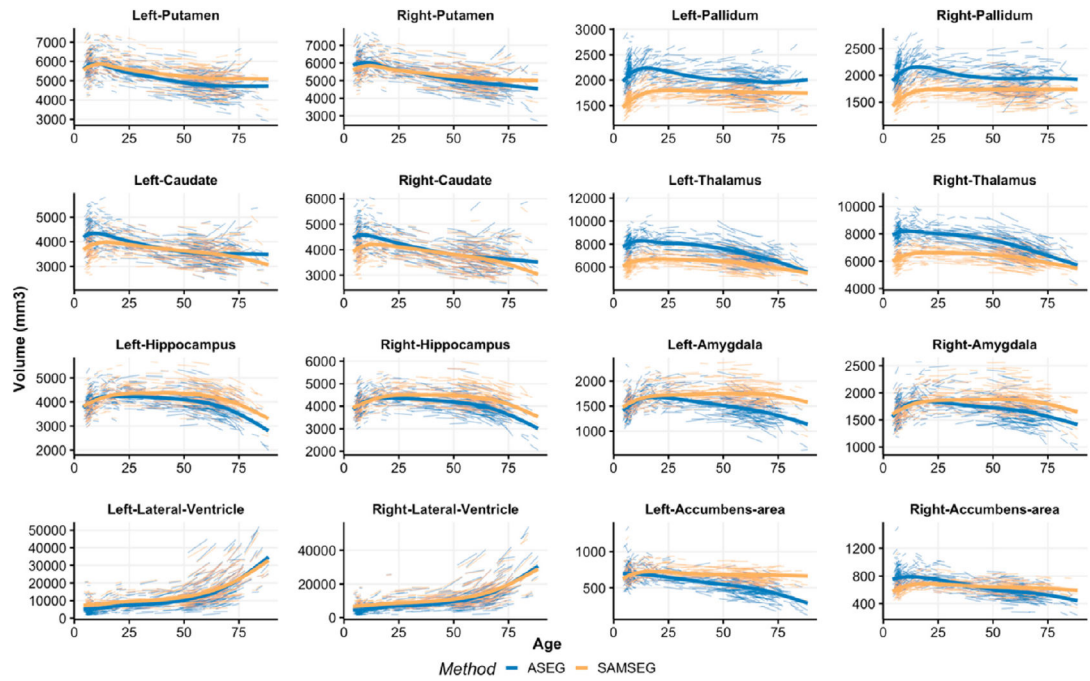 Left-Putamen
Right-Putamen
Left-Pallidum
Right-Pallidum
7000
6000
5000
4000
3000
0 25 50 75
7000
6000
5000
4000
3000
0 25 50 75
3000
2500
2000
1500
0 25 50 75
2500
2000
1500
0 25 50 75
Left-Caudate
Right-Caudate
Left-Thalamus
Right-Thalamus
5000
4000
3000
0 25 50 75
6000
5000
4000
3000
0 25 50 75
12000
10000
8000
6000
0 25 50 75
10000
8000
6000
4000
0 25 50 75
Volume (mm3)
Left-Hippocampus
Right-Hippocampus
Left-Amygdala
Right-Amygdala
5000
4000
3000
2000
0 25 50 75
6000
5000
4000
3000
2000
0 25 50 75
2000
1500
1000
0 25 50 75
2500
2000
1500
1000
0 25 50 75
Left-Lateral-Ventricle
Right-Lateral-Ventricle
Left-Accumbens-area
Right-Accumbens-area
50000
40000
30000
20000
10000
0
0 25 50 75
40000
20000
0
0 25 50 75
1000
500
0 25 50 75
1200
800
400
0 25 50 75
Age
Method ASEG SAMSEG